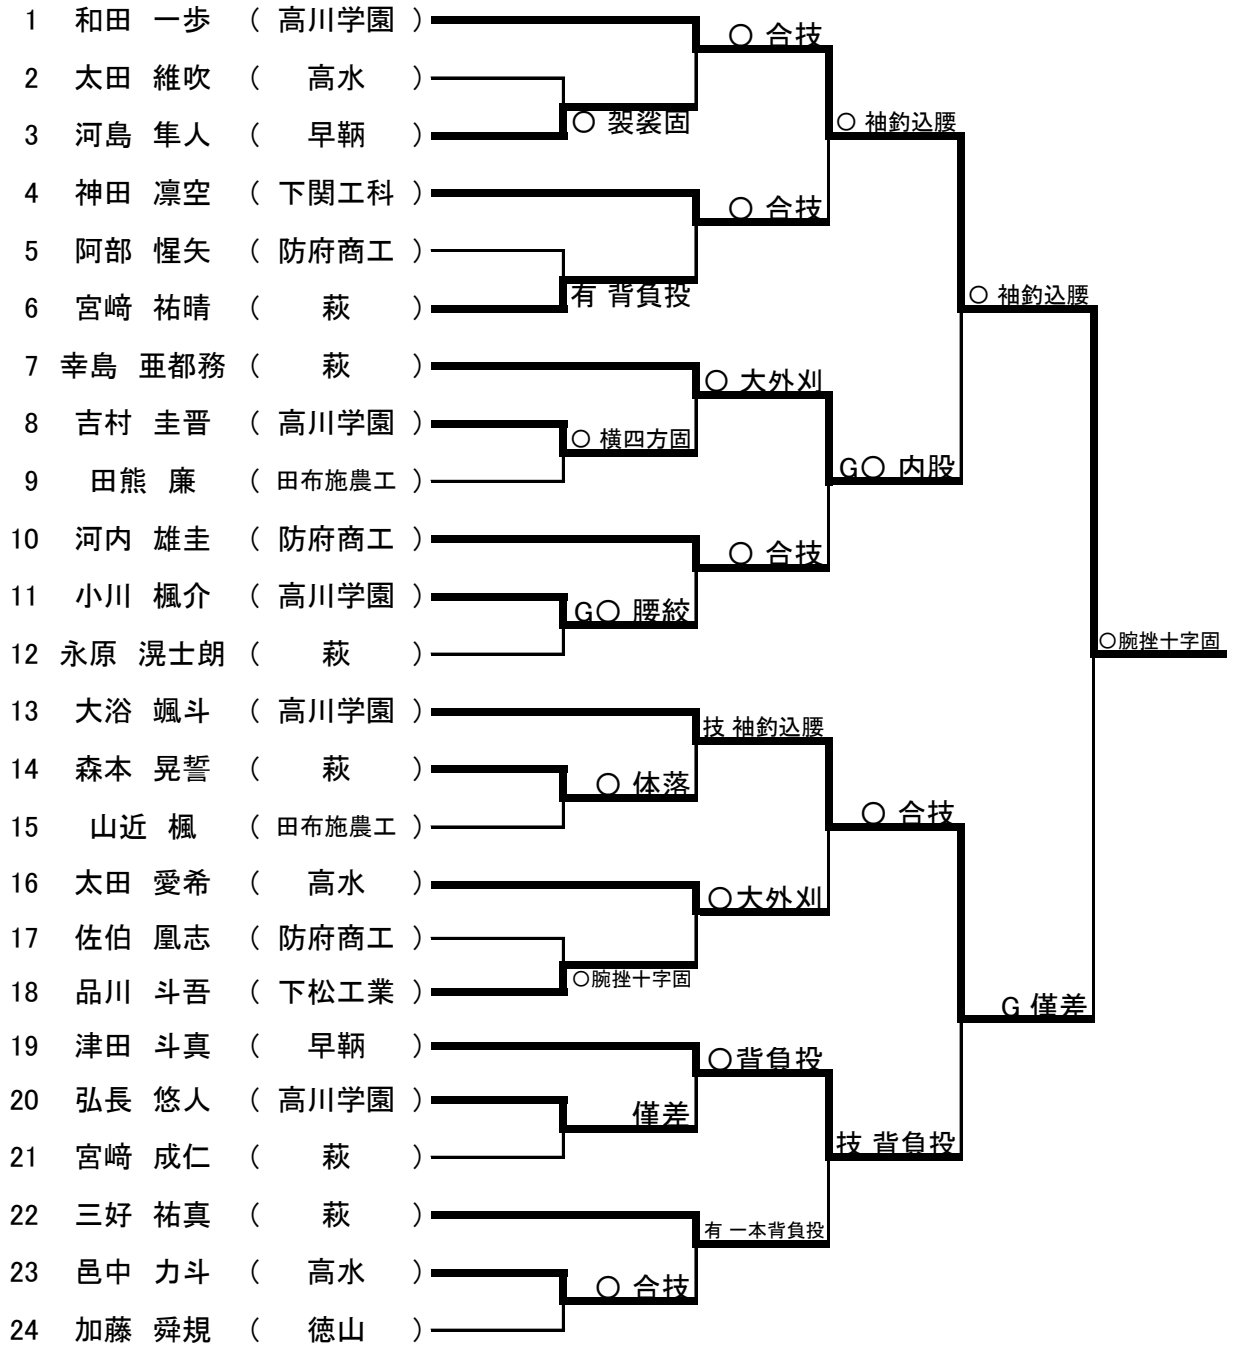 1 和田 一歩 ( 高川学園 )
○ 合技
2 太田 維吹 ( 高水 )
○ 袈裟固
○ 袖釣込腰
3 河島 隼人 ( 早鞆 )
4 神田 凛空 ( 下関工科 )
○ 合技
5 阿部 惺矢 ( 防府商工 )
有 背負投
○ 袖釣込腰
6 宮﨑 祐晴 ( 萩 )
7 幸島 亜都務 ( 萩 )
○ 大外刈
8 吉村 圭晋 ( 高川学園 )
○ 横四方固
G○ 内股
9 田熊 廉 ( 田布施農工 )
10 河内 雄圭 ( 防府商工 )
○ 合技
11 小川 楓介 ( 高川学園 )
G○ 腰絞
○腕挫十字固
12 永原 滉士朗 ( 萩 )
13 大浴 颯斗 ( 高川学園 )
技 袖釣込腰
14 森本 晃誓 ( 萩 )
○ 体落
○ 合技
15 山近 楓 ( 田布施農工 )
16 太田 愛希 ( 高水 )
○大外刈
17 佐伯 凰志 ( 防府商工 )
○腕挫十字固
18 品川 斗吾 ( 下松工業 )
G 僅差
19 津田 斗真 ( 早鞆 )
○背負投
20 弘長 悠人 ( 高川学園 )
僅差
技 背負投
21 宮﨑 成仁 ( 萩 )
22 三好 祐真 ( 萩 )
有 一本背負投
23 邑中 力斗 ( 高水 )
○ 合技
24 加藤 舜規 ( 徳山 )